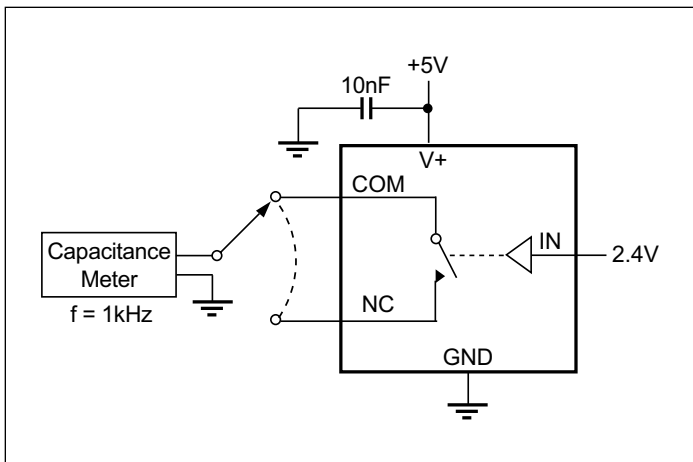 +5V
10nF
V+
COM
IN
2.4V
Capacitance
Meter
f = 1kHz
NC
GND